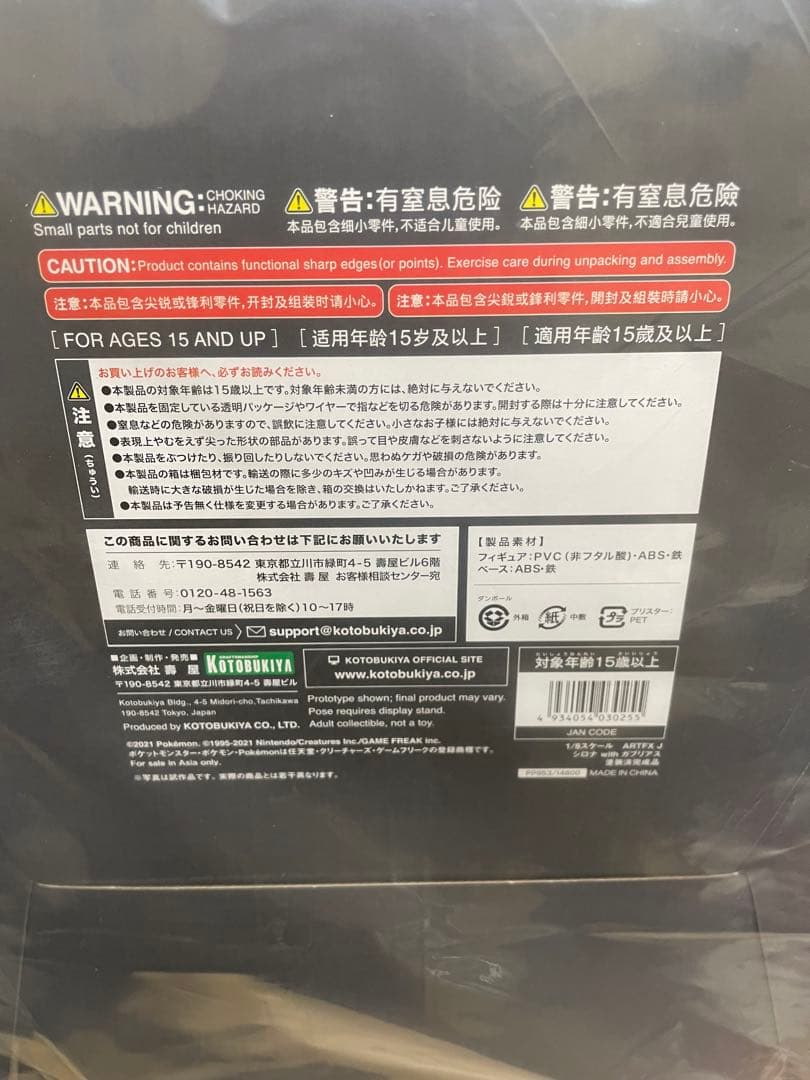 WARNING: CHOKING HAZARD
Small parts not for children
警告:有窒息危险
本品包含细小零件,不适合儿童使用。
警告:有窒息危險
本品包含細小零件,不適合兒童使用。
CAUTION:Product contains functional sharp edges(or points). Exercise care during unpacking and assembly.
注意:本品包含尖锐或锋利零件,开封及组装时请小心。
注意:本品包含尖銳或鋒利零件,開封及組裝時請小心。
[FOR AGES 15 AND UP] [适用年龄15岁及以上] [適用年齡15歲及以上]
注意(ちゅうい)
お買い上げのお客様へ、必ずお読みください。
●本製品の対象年齢は15歳以上です。対象年齢未満の方には、絶対に与えないでください。
●本製品を固定している透明パッケージやワイヤーで指などを切る危険があります。開封する際は十分に注意してください。
●窒息などの危険がありますので、誤飲に注意してください。小さなお子様には絶対に与えないでください。
●表現上やむをえず尖った形状の部品があります。誤って目や皮膚などを刺さないように注意してください。
●本製品をぶつけたり、振り回したりしないでください。思わぬケガや破損の危険があります。
●本製品の箱は梱包材です。輸送の際に多少のキズや凹みが生じる場合があります。
輸送時に大きな破損が生じた場合を除き、箱の交換はいたしかねます。ご了承ください。
●本製品は予告無く仕様を変更する場合があります。ご了承ください。
この商品に関するお問い合わせは下記にお願いいたします
連絡先:〒190-8542 東京都立川市緑町4-5 壽屋ビル6階
株式会社 壽屋 お客様相談センター宛
電話番号:0120-48-1563
電話受付時間:月～金曜日(祝日を除く)10～17時
お問い合わせ / CONTACT US support@kotobukiya.co.jp
【製品素材】
フィギュア:PVC(非フタル酸)・ABS・鉄
ベース:ABS・鉄
ダンボール
外箱
紙
中敷
プラ
ブリスター:
PET
■企画・制作・発売■
株式会社 壽屋
CRAFTSMANSHIP
KOTOBUKIYA
〒190-8542 東京都立川市緑町4-5 壽屋ビル
Kotobukiya Bldg., 4-5 Midori-cho,Tachikawa
190-8542 Tokyo, Japan
Produced by KOTOBUKIYA CO., LTD.
KOTOBUKIYA OFFICIAL SITE
www.kotobukiya.co.jp
Prototype shown; final product may vary.
Pose requires display stand.
Adult collectible, not a toy.
たいしょうねんれい さいいじょう
対象年齢15歳以上
4 934054 030255
JAN CODE
©2021 Pokémon. ©1995-2021 Nintendo/Creatures Inc./GAME FREAK inc.
ポケットモンスター・ポケモン・Pokémonは任天堂・クリーチャーズ・ゲームフリークの登録商標です。
For sale in Asia only.
※写真は試作品です。実際の商品とは若干異なります。
1/8スケール ARTFX J
シロナ with ガブリアス
塗装済完成品
PP953/14800 MADE IN CHINA